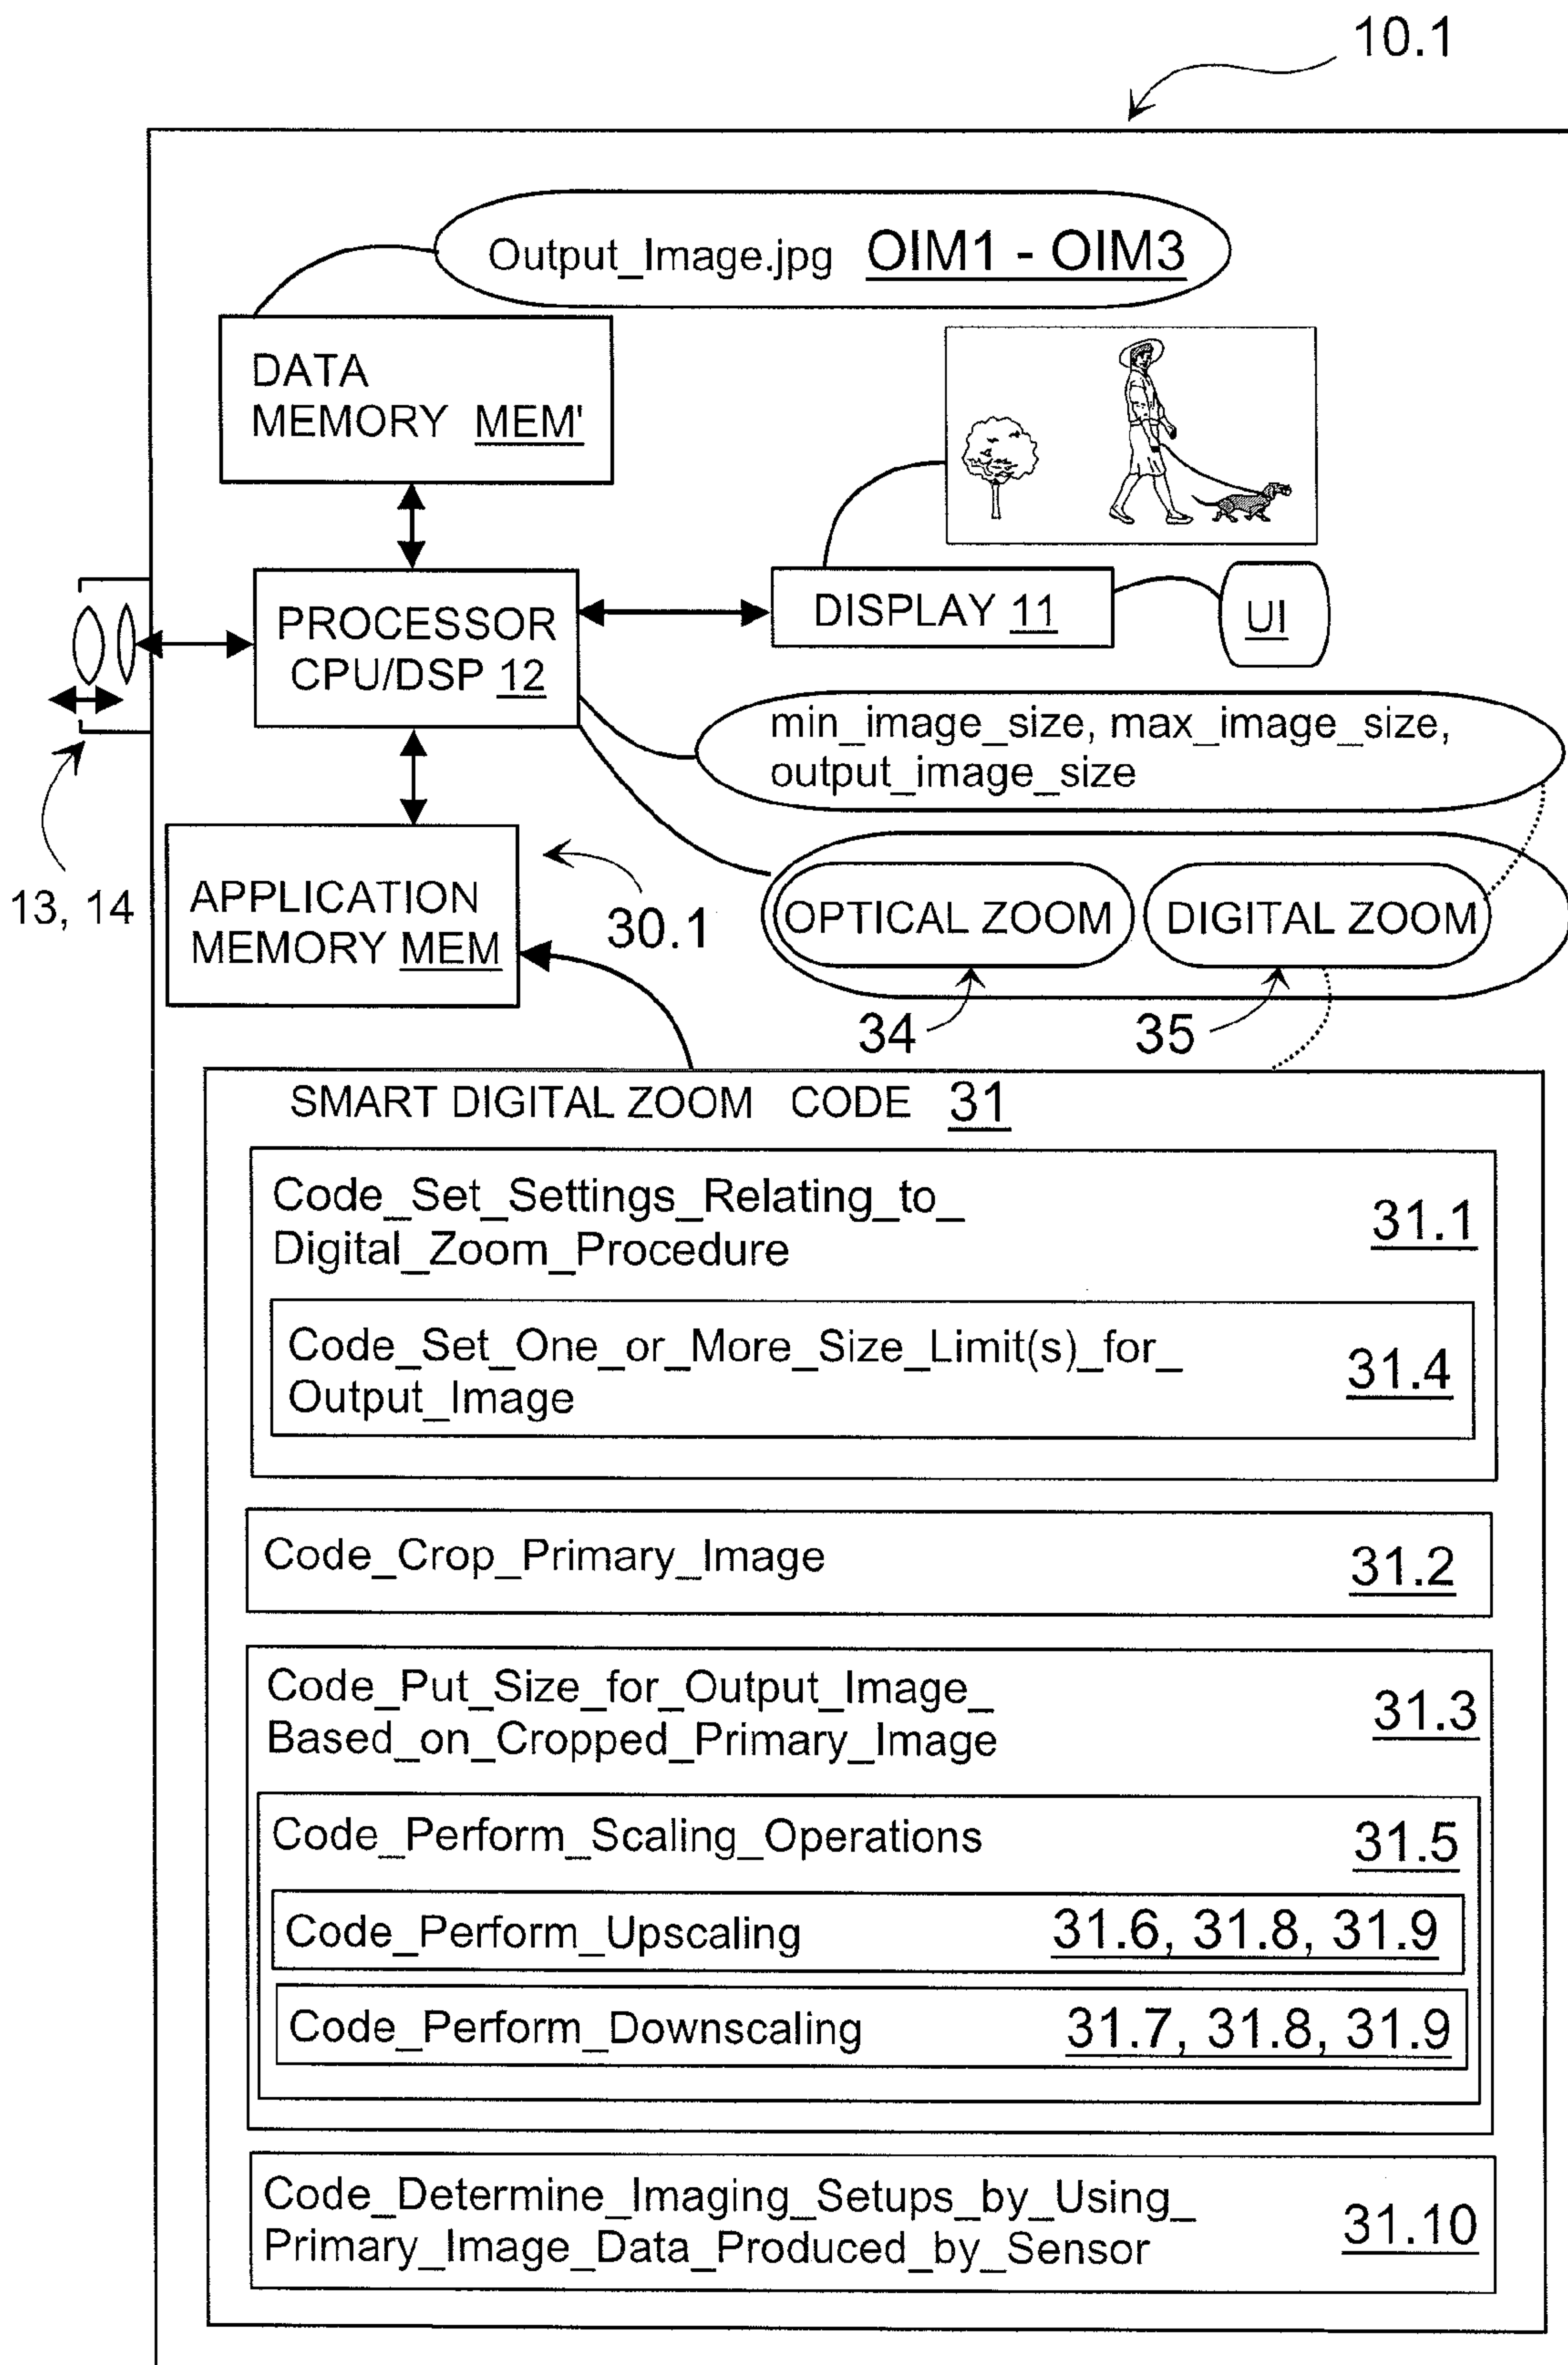 10.1
Output_Image.jpg OIM1 - OIM3
DATA
MEMORY MEM'
PROCESSOR
CPU/DSP 12
DISPLAY 11
UI
min_image_size, max_image_size,
output_image_size
13, 14
APPLICATION
MEMORY MEM
30.1
OPTICAL ZOOM
DIGITAL ZOOM
34
35
SMART DIGITAL ZOOM CODE 31
Code_Set_Settings_Relating_to_
Digital_Zoom_Procedure
31.1
Code_Set_One_or_More_Size_Limit(s)_for_
Output_Image
31.4
Code_Crop_Primary_Image
31.2
Code_Put_Size_for_Output_Image_
Based_on_Cropped_Primary_Image
31.3
Code_Perform_Scaling_Operations
31.5
Code_Perform_Upscaling
31.6, 31.8, 31.9
Code_Perform_Downscaling
31.7, 31.8, 31.9
Code_Determine_Imaging_Setups_by_Using_
Primary_Image_Data_Produced_by_Sensor
31.10